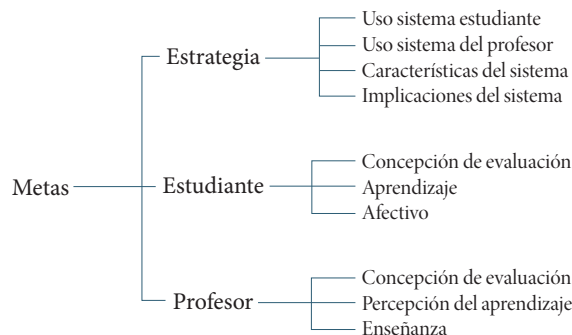 Metas
Estrategia
Uso sistema estudiante
Uso sistema del profesor
Características del sistema
Implicaciones del sistema
Estudiante
Concepción de evaluación
Aprendizaje
Afectivo
Profesor
Concepción de evaluación
Percepción del aprendizaje
Enseñanza